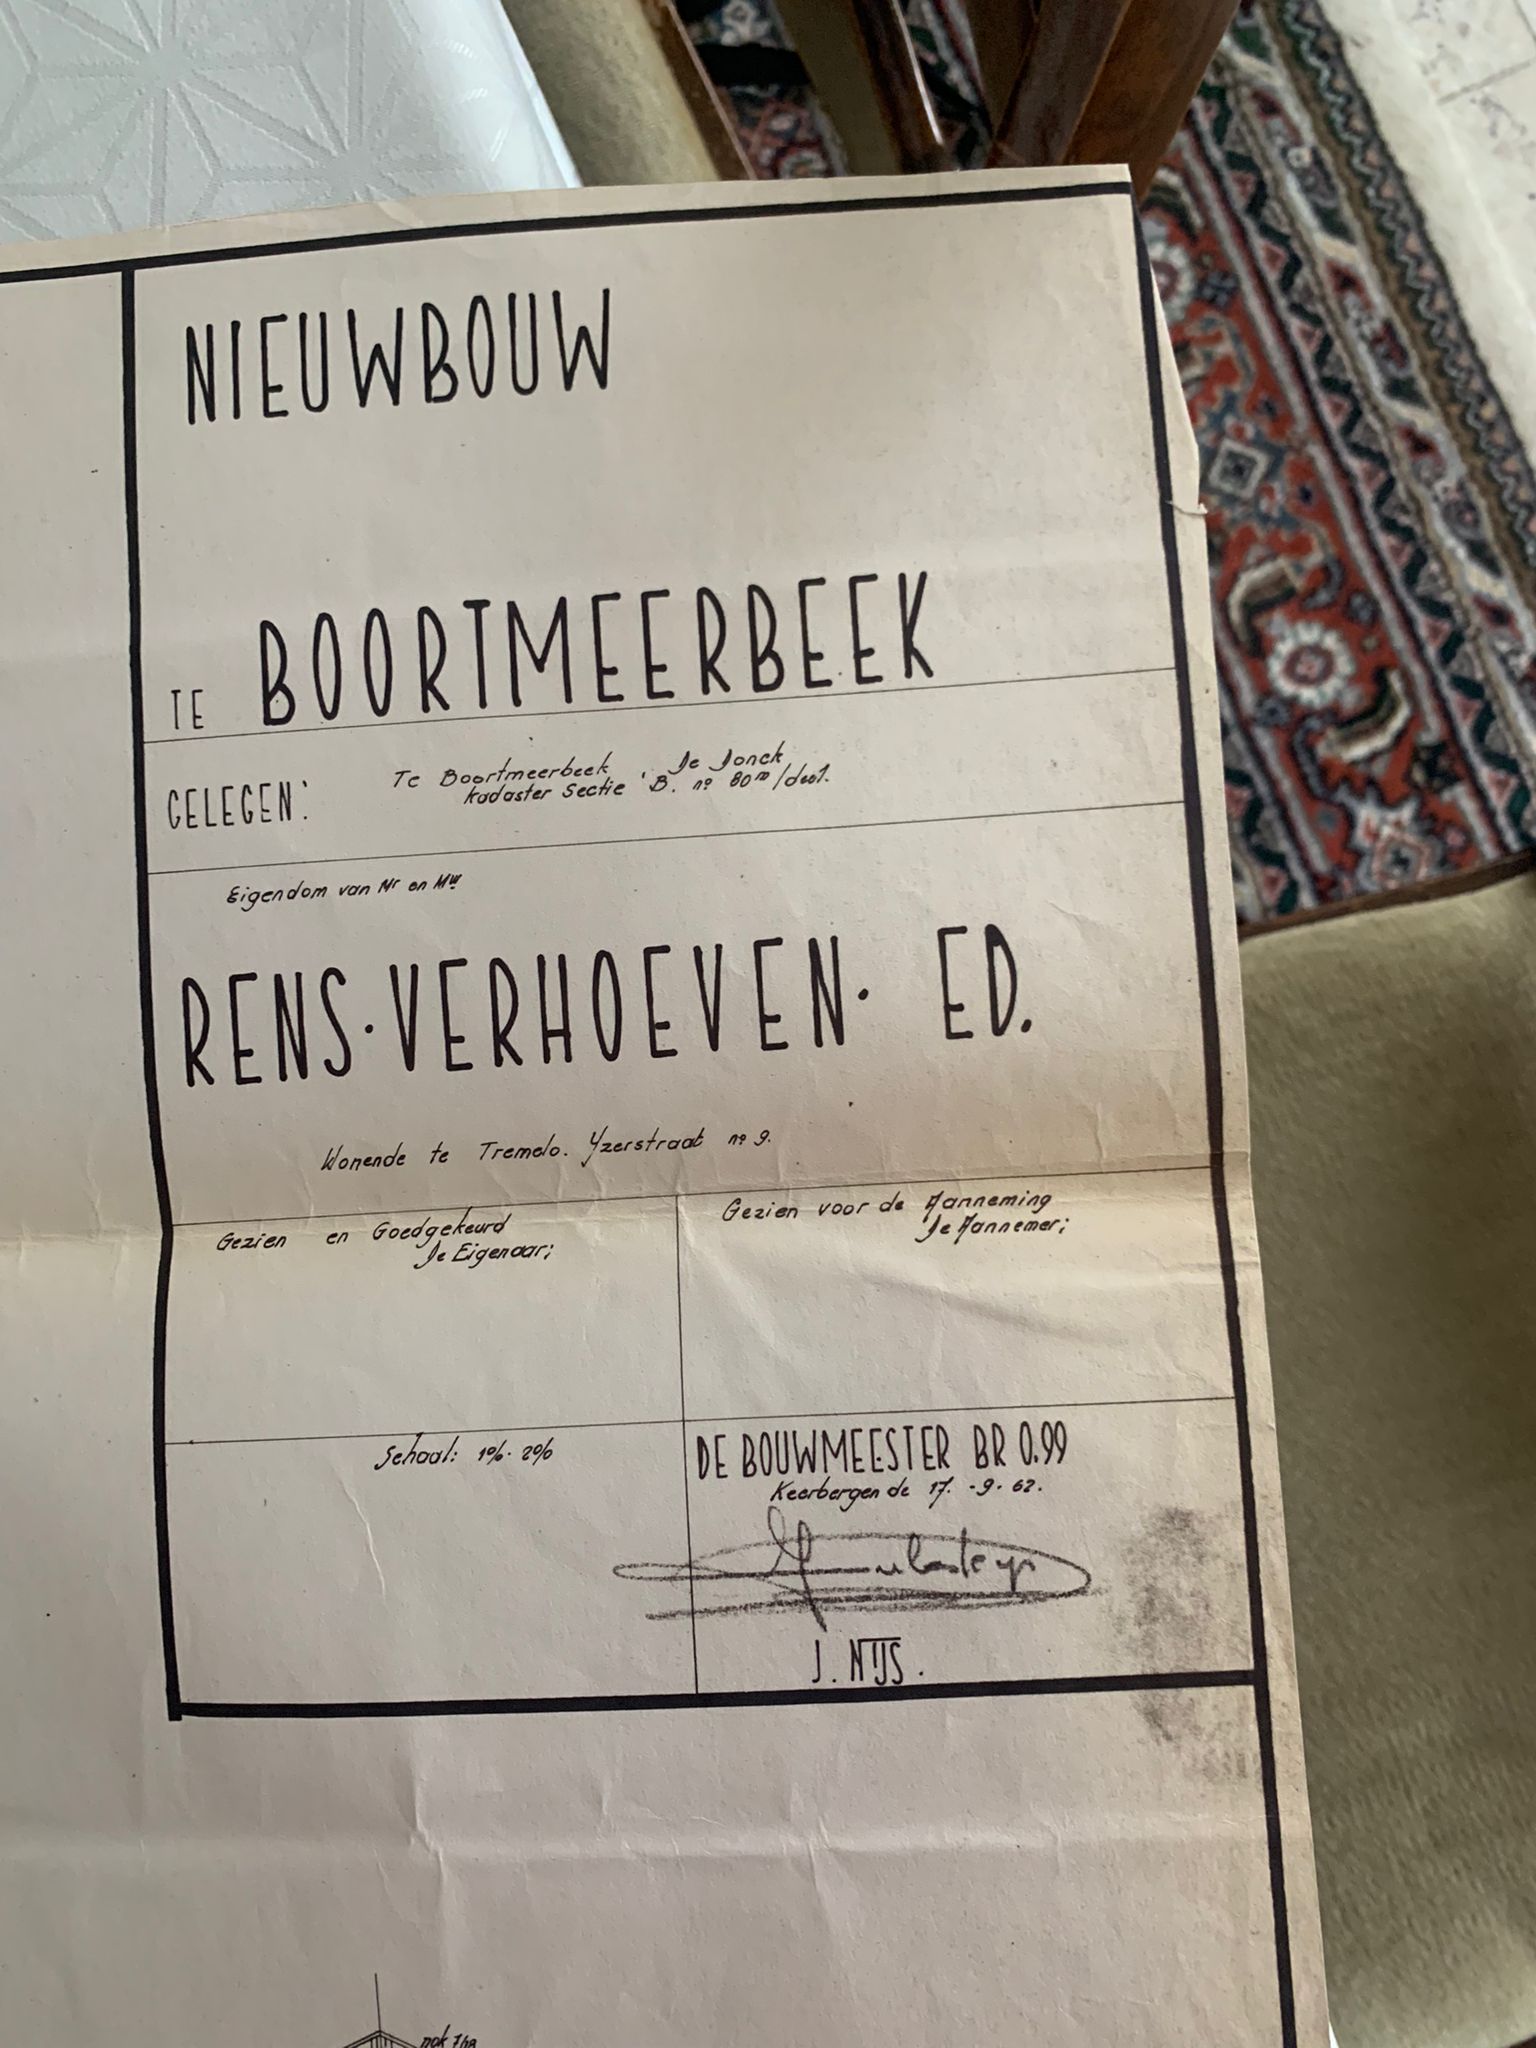 NIEUWBOUW
TE BOORTMEERBEEK
GELEGEN: Te Boortmeerbeek De Jonck
Kadaster Sectie B. nº 80ᵐ/deel.
Eigendom van Mr en Mw
RENS·VERHOEVEN· ED.
Wonende te Tremelo. Yzerstraat nº 9.
Gezien en Goedgekeurd
De Eigenaar;
Gezien voor de Aanneming
De Aannemer;
Schaal: 1% 2%
DE BOUWMEESTER BR 0.99
Keerbergen de 17. -9- 62.
J. NIJS.
nok